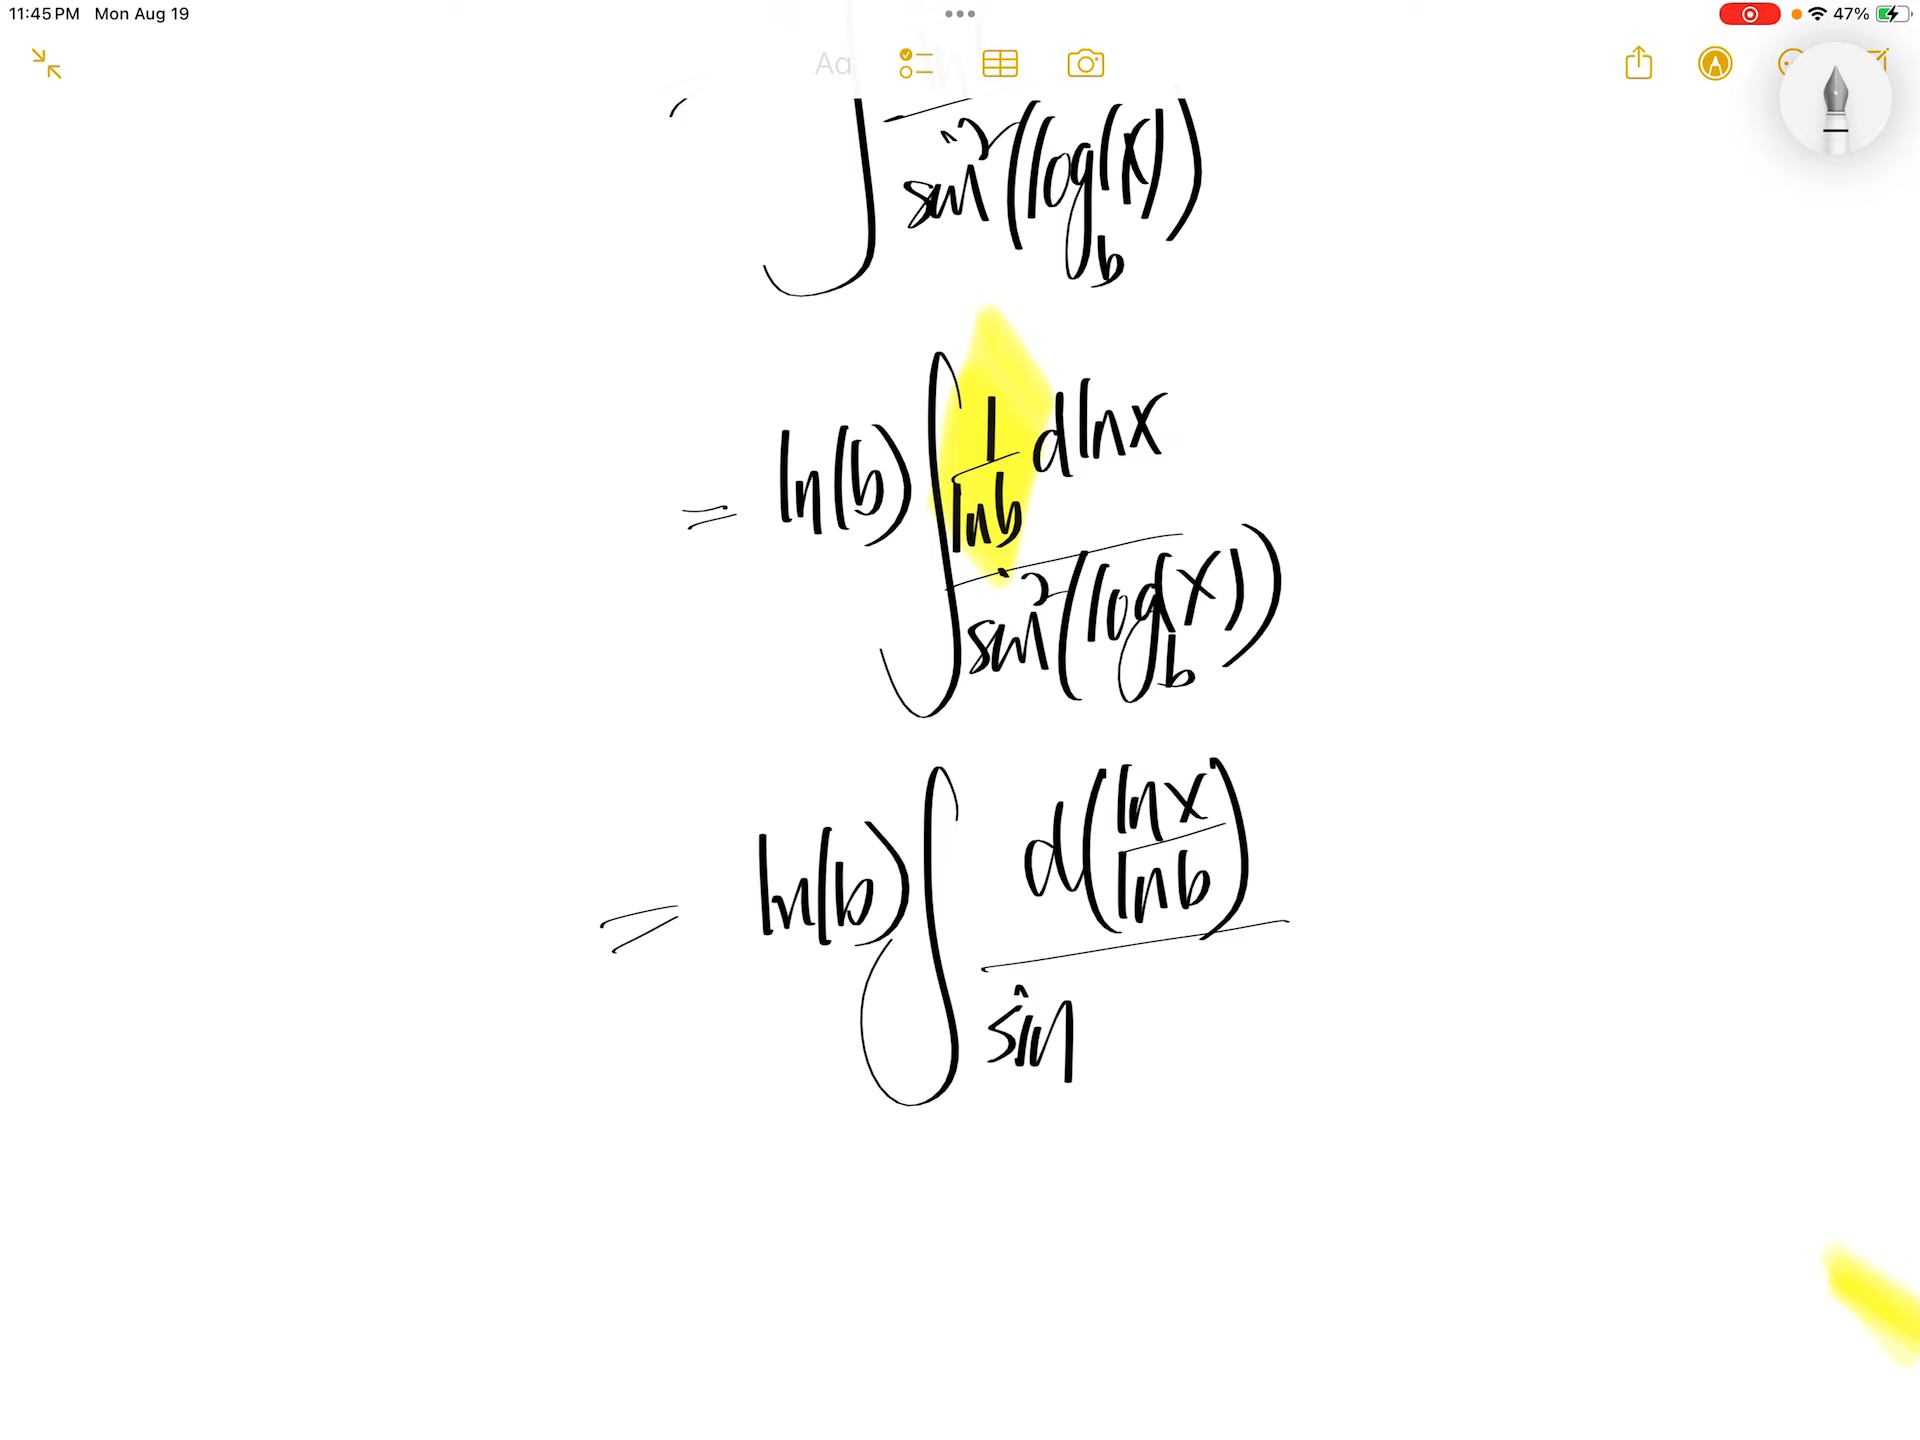 11:45 PM Mon Aug 19
47%
Aa
∫ sin²(log_b(x))
= ln(b) ∫ 1/lnb dlnx / sin²(log_b(x))
= ln(b) ∫ d(lnx/lnb) / sin